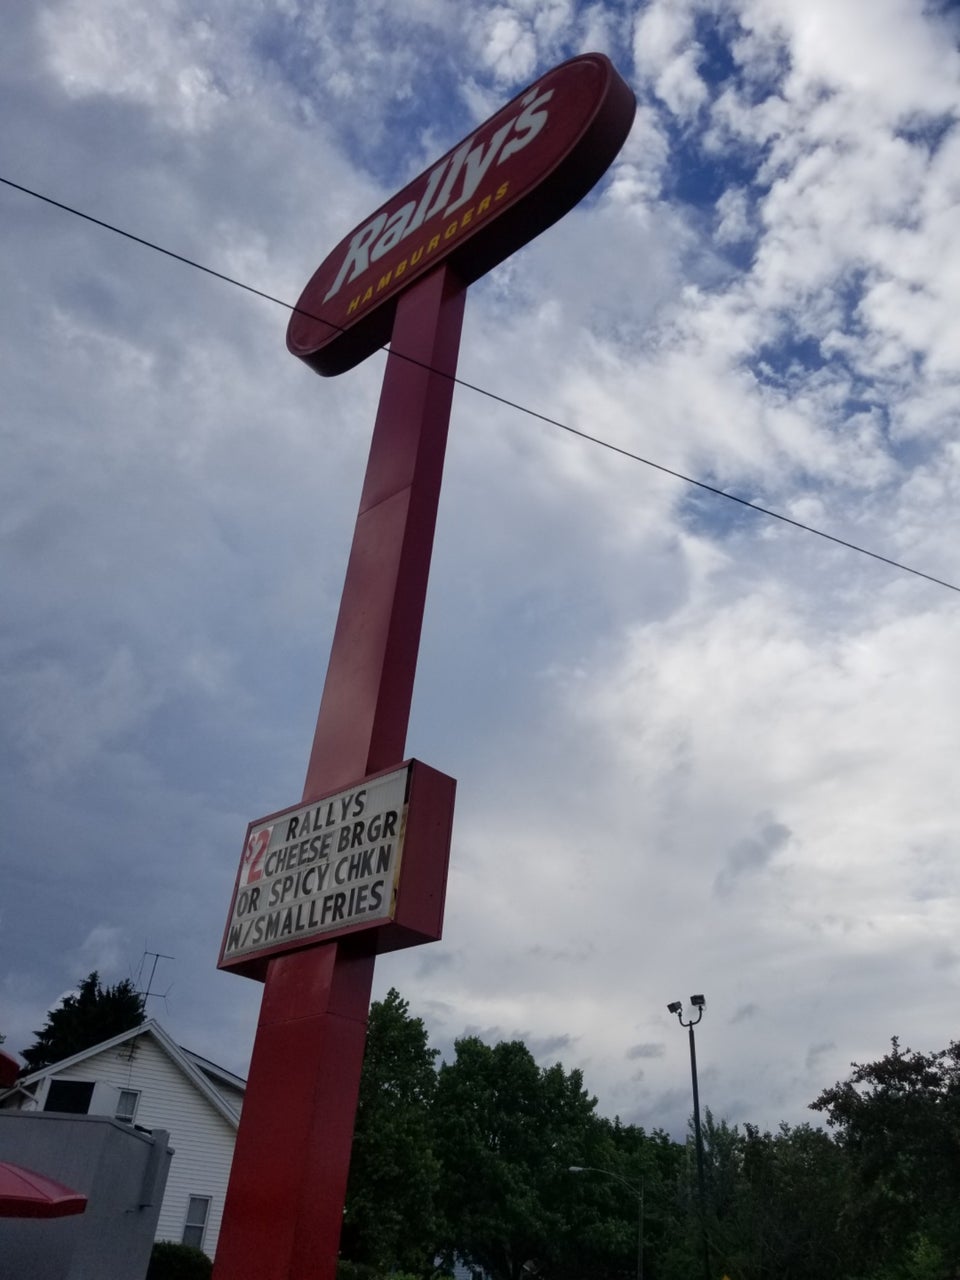 Rally's
HAMBURGERS
RALLYS
$2 CHEESE BRGR
OR SPICY CHKN
W/SMALLFRIES